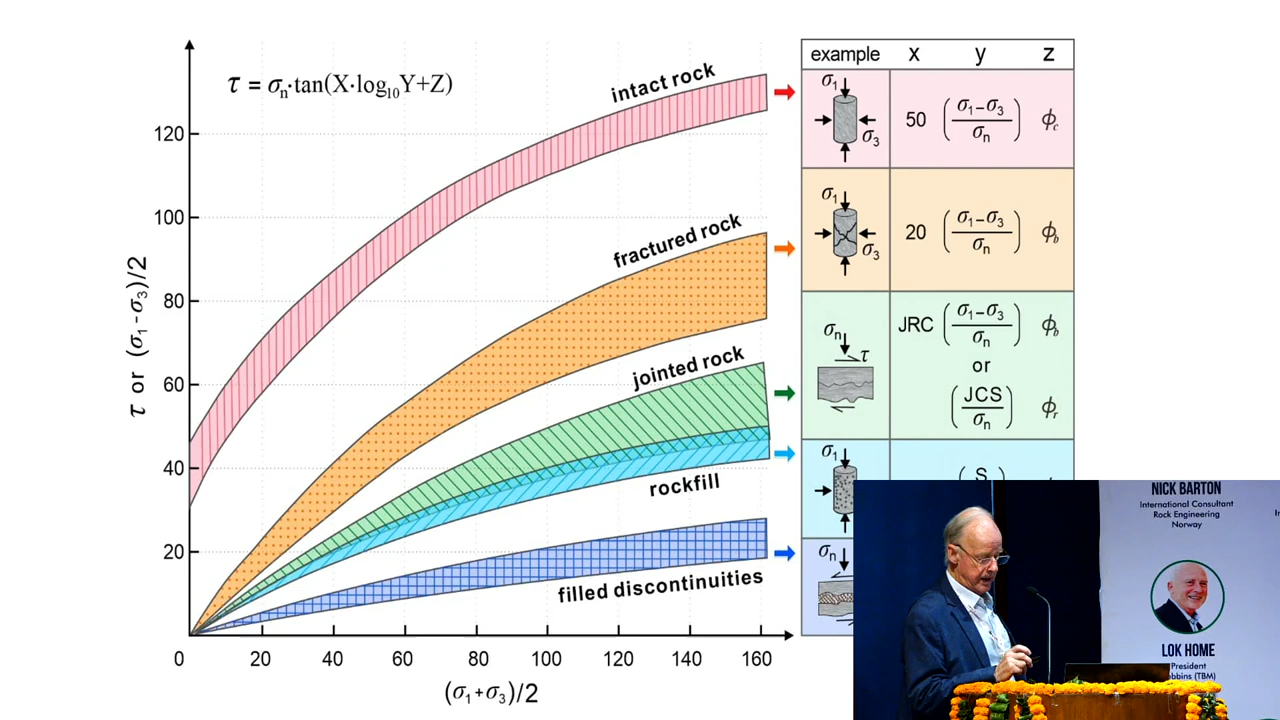 τ = σn·tan(X·log10Y+Z)
τ or (σ1 - σ3)/2
120
100
80
60
40
20
0 20 40 60 80 100 120 140 160
(σ1+σ3)/2
intact rock
fractured rock
jointed rock
rockfill
filled discontinuities
example x y z
σ1
σ3
50 (σ1-σ3 / σn) ϕc
σ1
σ3
20 (σ1-σ3 / σn) ϕb
σn
τ
JRC (σ1-σ3 / σn) ϕb
or
(JCS / σn) ϕr
σ1
S
σn
NICK BARTON
International Consultant
Rock Engineering
Norway
LOK HOME
President
(TBM)